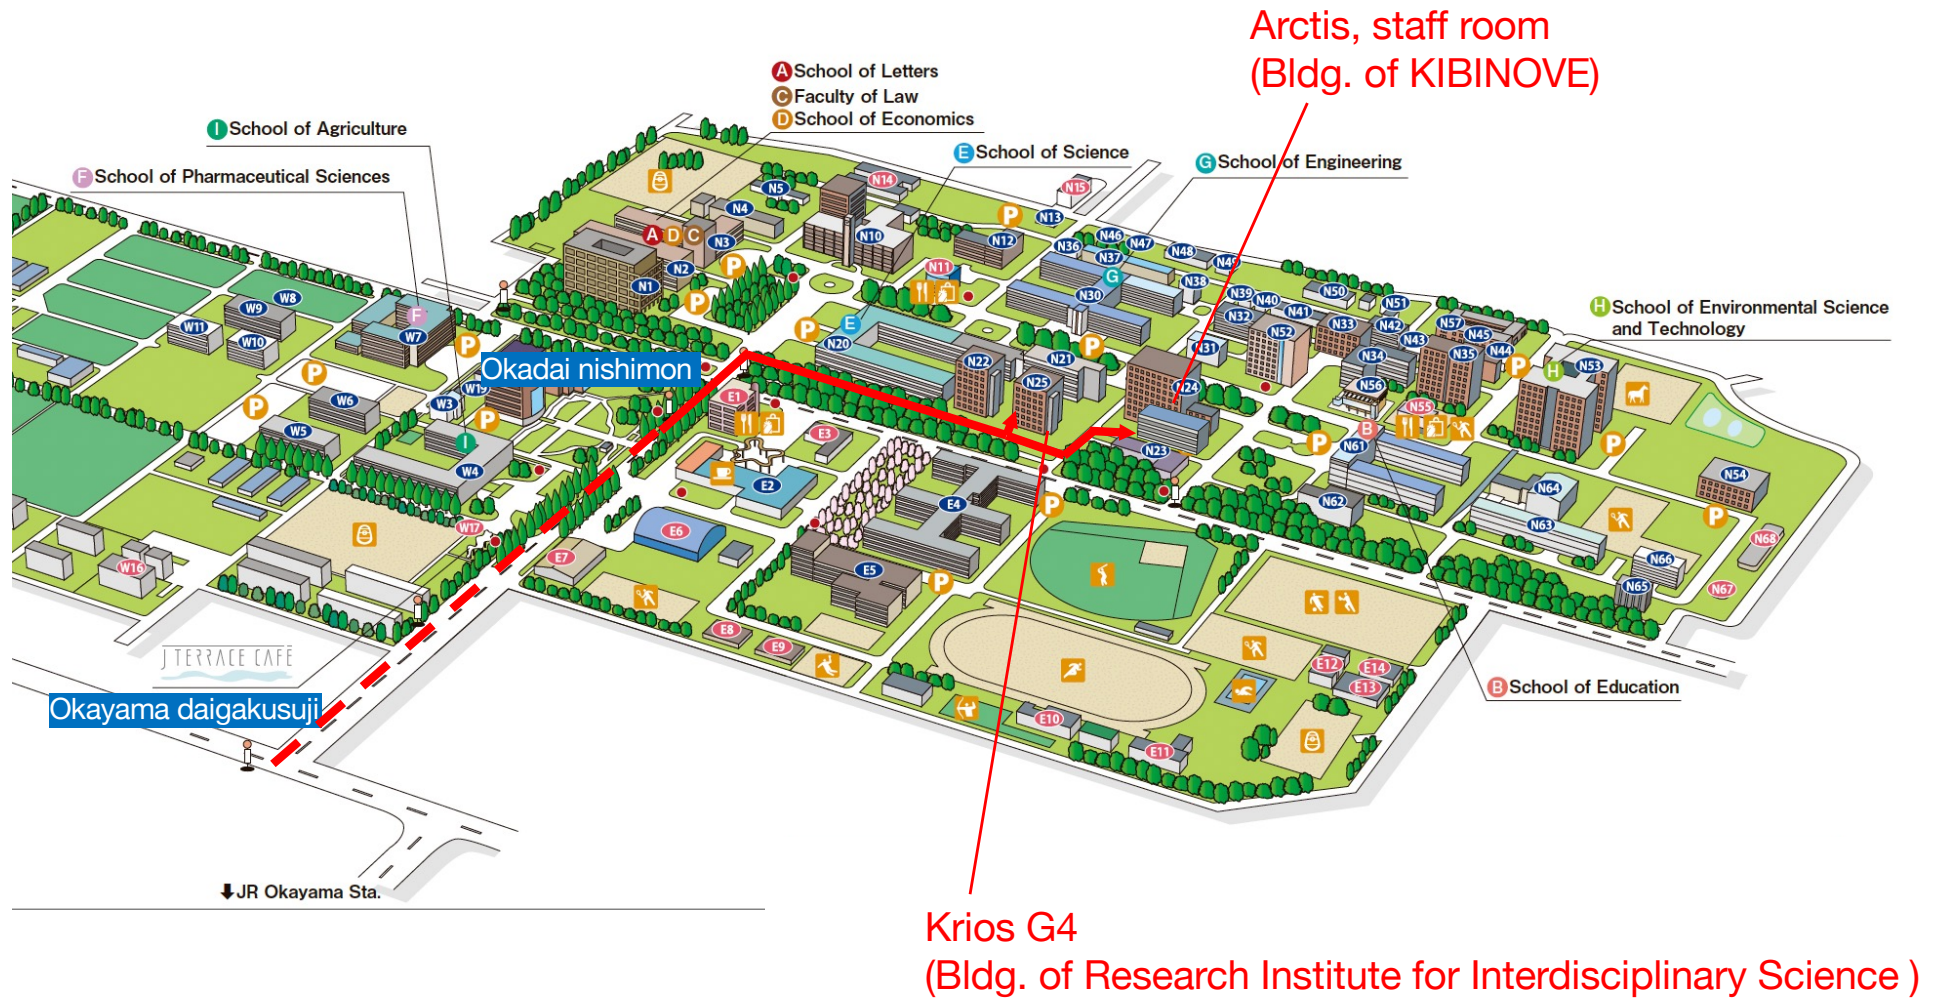 Arctis, staff room
(Bldg. of KIBINOVE)
A School of Letters
C Faculty of Law
D School of Economics
I School of Agriculture
E School of Science
G School of Engineering
F School of Pharmaceutical Sciences
H School of Environmental Science
and Technology
N5
N14
N15
N4
P
N13
A D C
N3
N10
N12
N46
N36
N47
N48
N49
N37
G
N2
P
N11
N38
N50
N51
N1
P
N30
N39
N40
N41
W8
W9
F
W11
W10
W7
P
E
N20
P
N32
N52
N33
N42
N57
N45
N43
N44
N31
N34
N35
P
N53
H
N22
N21
P
N25
N24
N56
Okadai nishimon
P
W19
W3
P
W6
P
W5
I
W4
E1
E3
N55
B
P
N61
P
N23
E2
N54
P
N62
N64
N63
E4
P
W17
E6
E7
E5
P
W16
N68
N66
N65
N67
E8
E9
E12
E14
E13
J TERRACE CAFÉ
B School of Education
Okayama daigakusuji
E10
E11
JR Okayama Sta.
Krios G4
(Bldg. of Research Institute for Interdisciplinary Science )